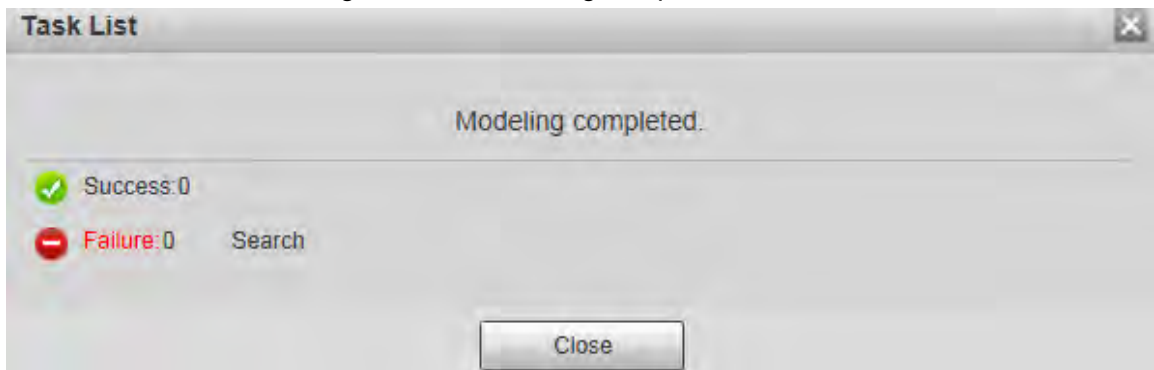 Task List
Modeling completed.
Success:0
Failure:0 Search
Close